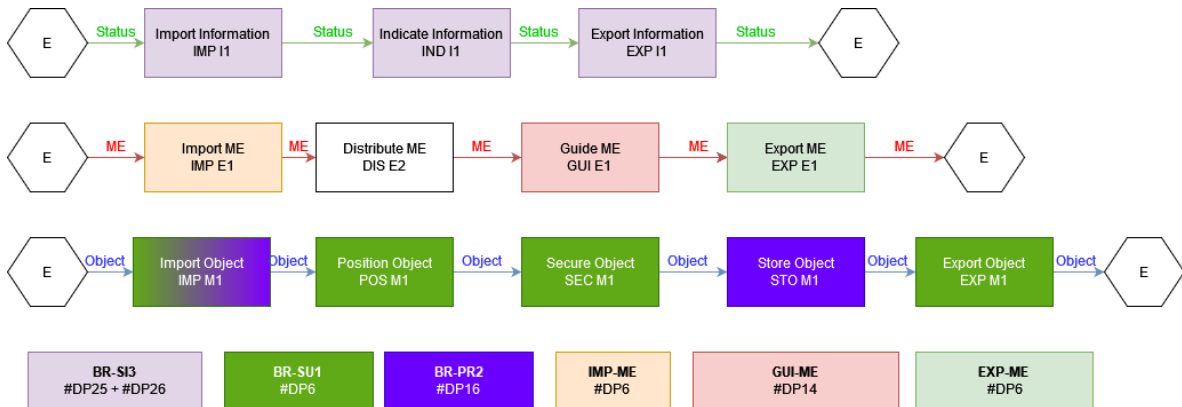 E
Status
Import Information
IMP I1
Status
Indicate Information
IND I1
Status
Export Information
EXP I1
Status
E
E
ME
Import ME
IMP E1
ME
Distribute ME
DIS E2
ME
Guide ME
GUI E1
ME
Export ME
EXP E1
ME
E
E
Object
Import Object
IMP M1
Object
Position Object
POS M1
Object
Secure Object
SEC M1
Object
Store Object
STO M1
Object
Export Object
EXP M1
Object
E
BR-SI3
#DP25 + #DP26
BR-SU1
#DP6
BR-PR2
#DP16
IMP-ME
#DP6
GUI-ME
#DP14
EXP-ME
#DP6